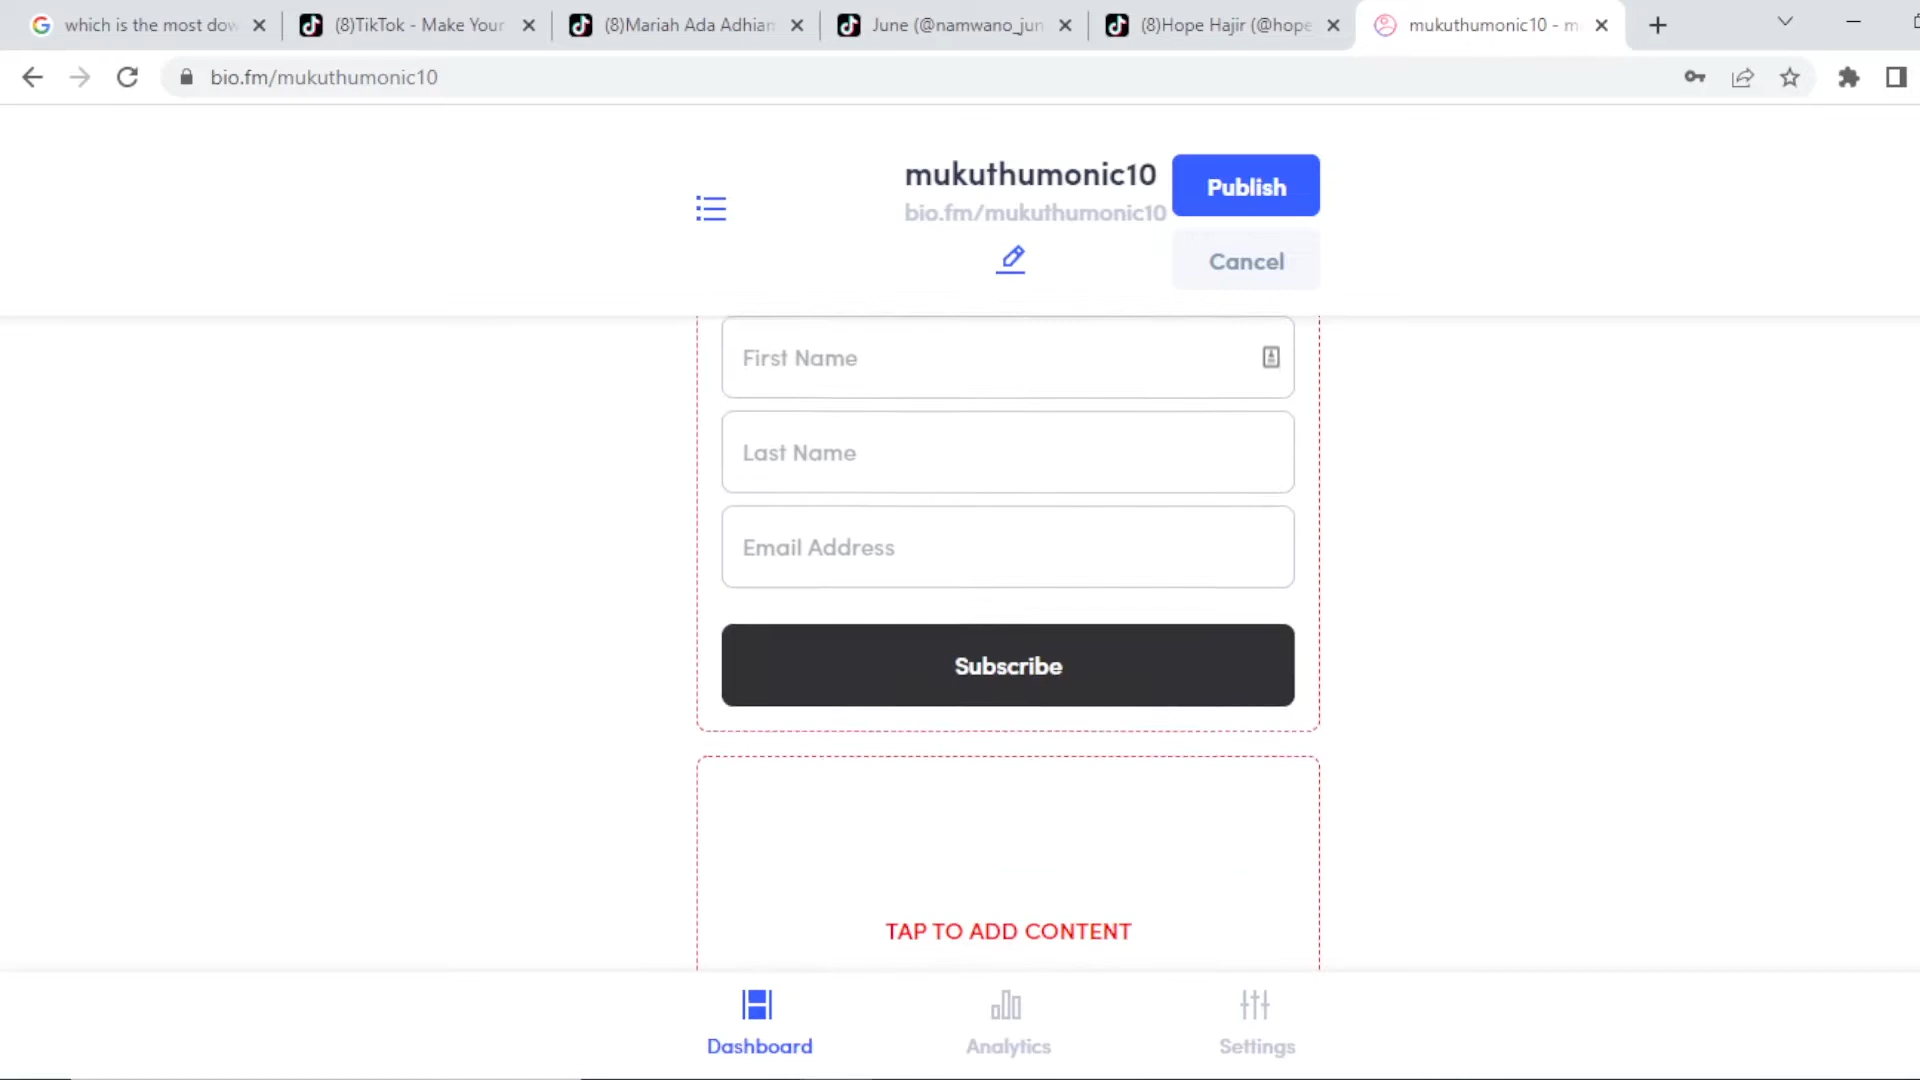 which is the most dow
(8)TikTok - Make Your
(8)Mariah Ada Adhiam
June (@namwano_jun
(8)Hope Hajir (@hope
mukuthumonic10 - m
bio.fm/mukuthumonic10
mukuthumonic10
bio.fm/mukuthumonic10
Publish
Cancel
First Name
Last Name
Email Address
Subscribe
TAP TO ADD CONTENT
Dashboard
Analytics
Settings